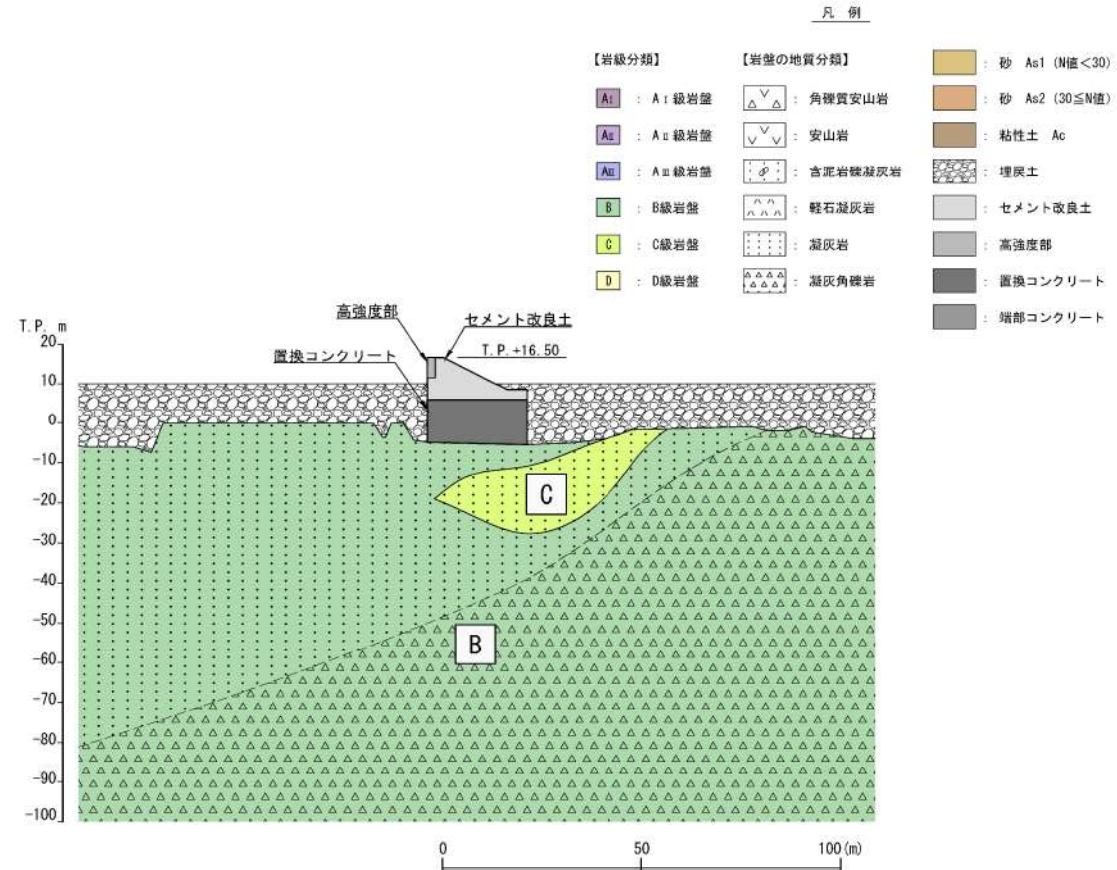 凡 例
【岩級分類】
AⅠ : AⅠ級岩盤
AⅡ : AⅡ級岩盤
AⅢ : AⅢ級岩盤
B : B級岩盤
C : C級岩盤
D : D級岩盤
【岩盤の地質分類】
: 角礫質安山岩
: 安山岩
: 含泥岩礫凝灰岩
: 軽石凝灰岩
: 凝灰岩
: 凝灰角礫岩
: 砂 As1 (N値<30)
: 砂 As2 (30≦N値)
: 粘性土 Ac
: 埋戻土
: セメント改良土
: 高強度部
: 置換コンクリート
: 端部コンクリート
高強度部
セメント改良土
置換コンクリート
T.P.+16.50
T.P. m
20
10
0
-10
-20
-30
-40
-50
-60
-70
-80
-90
-100
C
B
0 50 100(m)